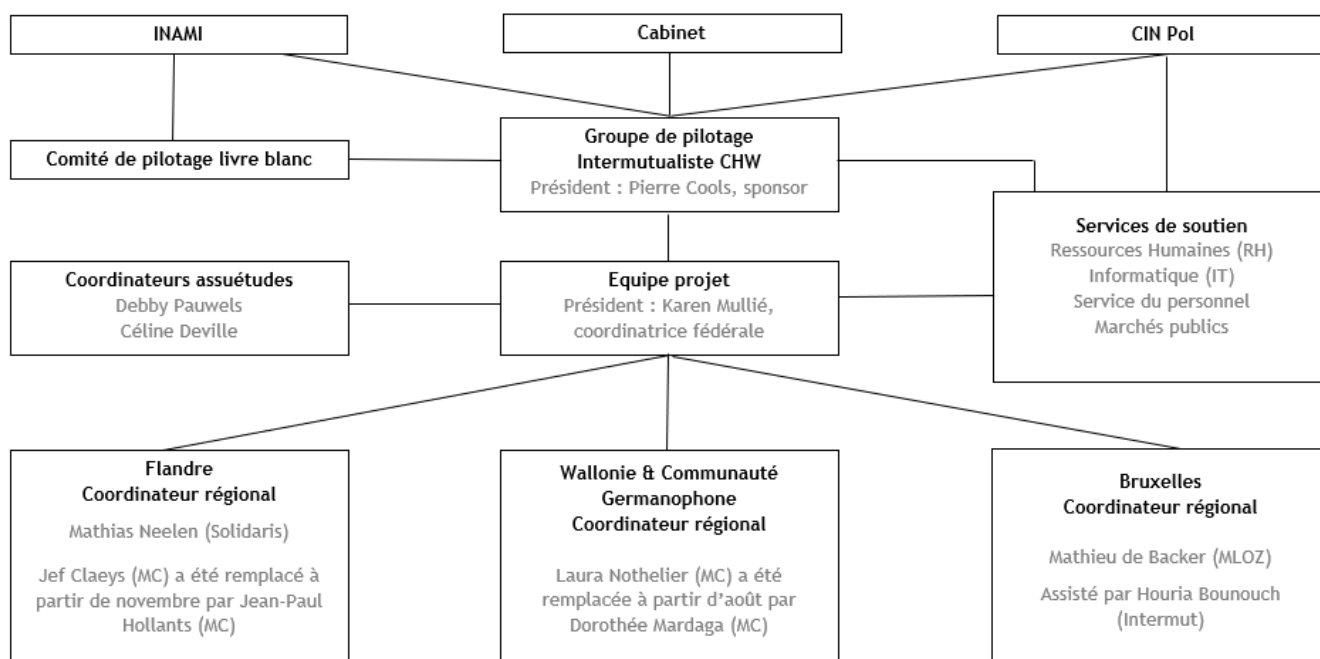 INAMI
Cabinet
CIN Pol
Comité de pilotage livre blanc
Groupe de pilotage
Intermutualiste CHW
Président : Pierre Cools, sponsor
Services de soutien
Ressources Humaines (RH)
Informatique (IT)
Service du personnel
Marchés publics
Coordinateurs assuétudes
Debby Pauwels
Céline Deville
Equipe projet
Président : Karen Mullié,
coordinatrice fédérale
Flandre
Coordinateur régional
Mathias Neelen (Solidaris)
Jef Claeys (MC) a été remplacé à
partir de novembre par Jean-Paul
Hollants (MC)
Wallonie & Communauté
Germanophone
Coordinateur régional
Laura Nothelier (MC) a été
remplacée à partir d’août par
Dorothée Mardaga (MC)
Bruxelles
Coordinateur régional
Mathieu de Backer (MLOZ)
Assisté par Houria Bounouch
(Intermut)